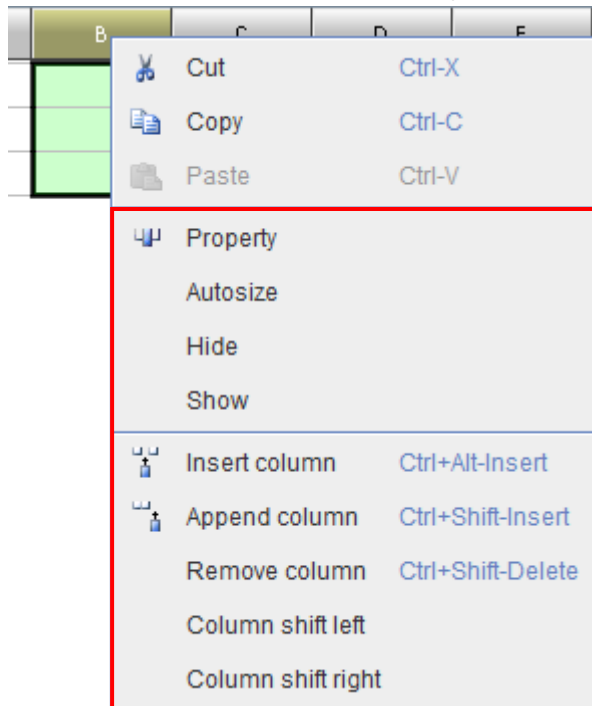 B C D E
Cut Ctrl-X
Copy Ctrl-C
Paste Ctrl-V
Property
Autosize
Hide
Show
Insert column Ctrl+Alt-Insert
Append column Ctrl+Shift-Insert
Remove column Ctrl+Shift-Delete
Column shift left
Column shift right